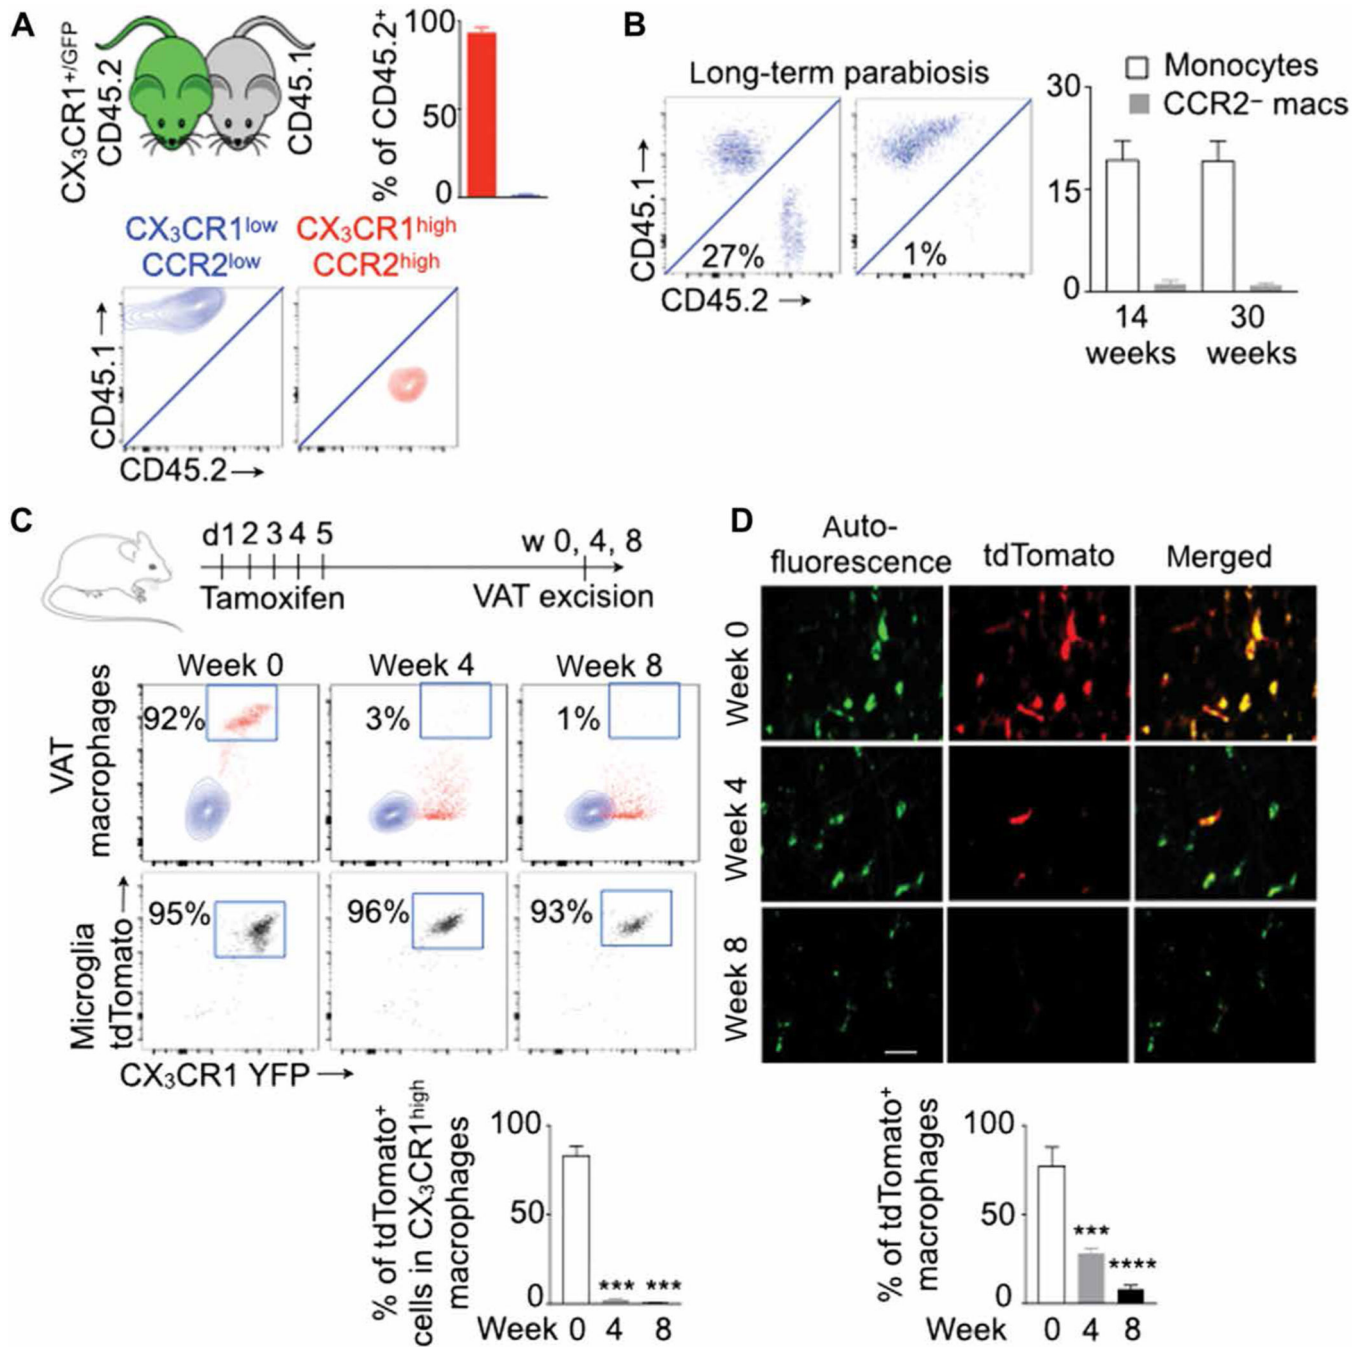 A
CX₃CR1⁺/ᴳFP
CD45.2
CD45.1
% of CD45.2⁺
100
50
0
CX₃CR1ˡᵒʷ
CCR2ˡᵒʷ
CX₃CR1ʰⁱᵍʰ
CCR2ʰⁱᵍʰ
CD45.1
CD45.2
B
Long-term parabiosis
CD45.1
27%
1%
CD45.2
Monocytes
CCR2⁻ macs
30
15
0
14
weeks
30
weeks
C
d1 2 3 4 5
w 0, 4, 8
Tamoxifen
VAT excision
Week 0
Week 4
Week 8
VAT
macrophages
92%
3%
1%
Microglia
tdTomato
95%
96%
93%
CX₃CR1 YFP
% of tdTomato⁺
cells in CX₃CR1ʰⁱᵍʰ
macrophages
100
50
0
*** ***
Week 0 4 8
D
Auto-
fluorescence
tdTomato
Merged
Week 0
Week 4
Week 8
% of tdTomato⁺
macrophages
100
50
0
***
****
Week 0 4 8